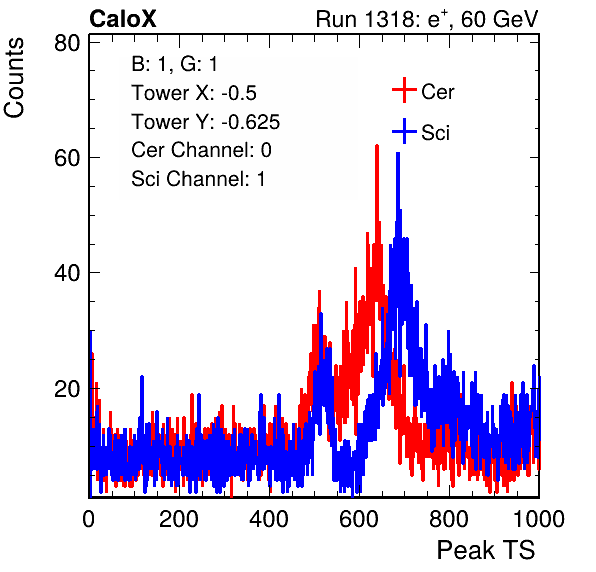 CaloX
Run 1318: e+, 60 GeV
Counts
80
60
40
20
B: 1, G: 1
Tower X: -0.5
Tower Y: -0.625
Cer Channel: 0
Sci Channel: 1
Cer
Sci
0 200 400 600 800 1000
Peak TS